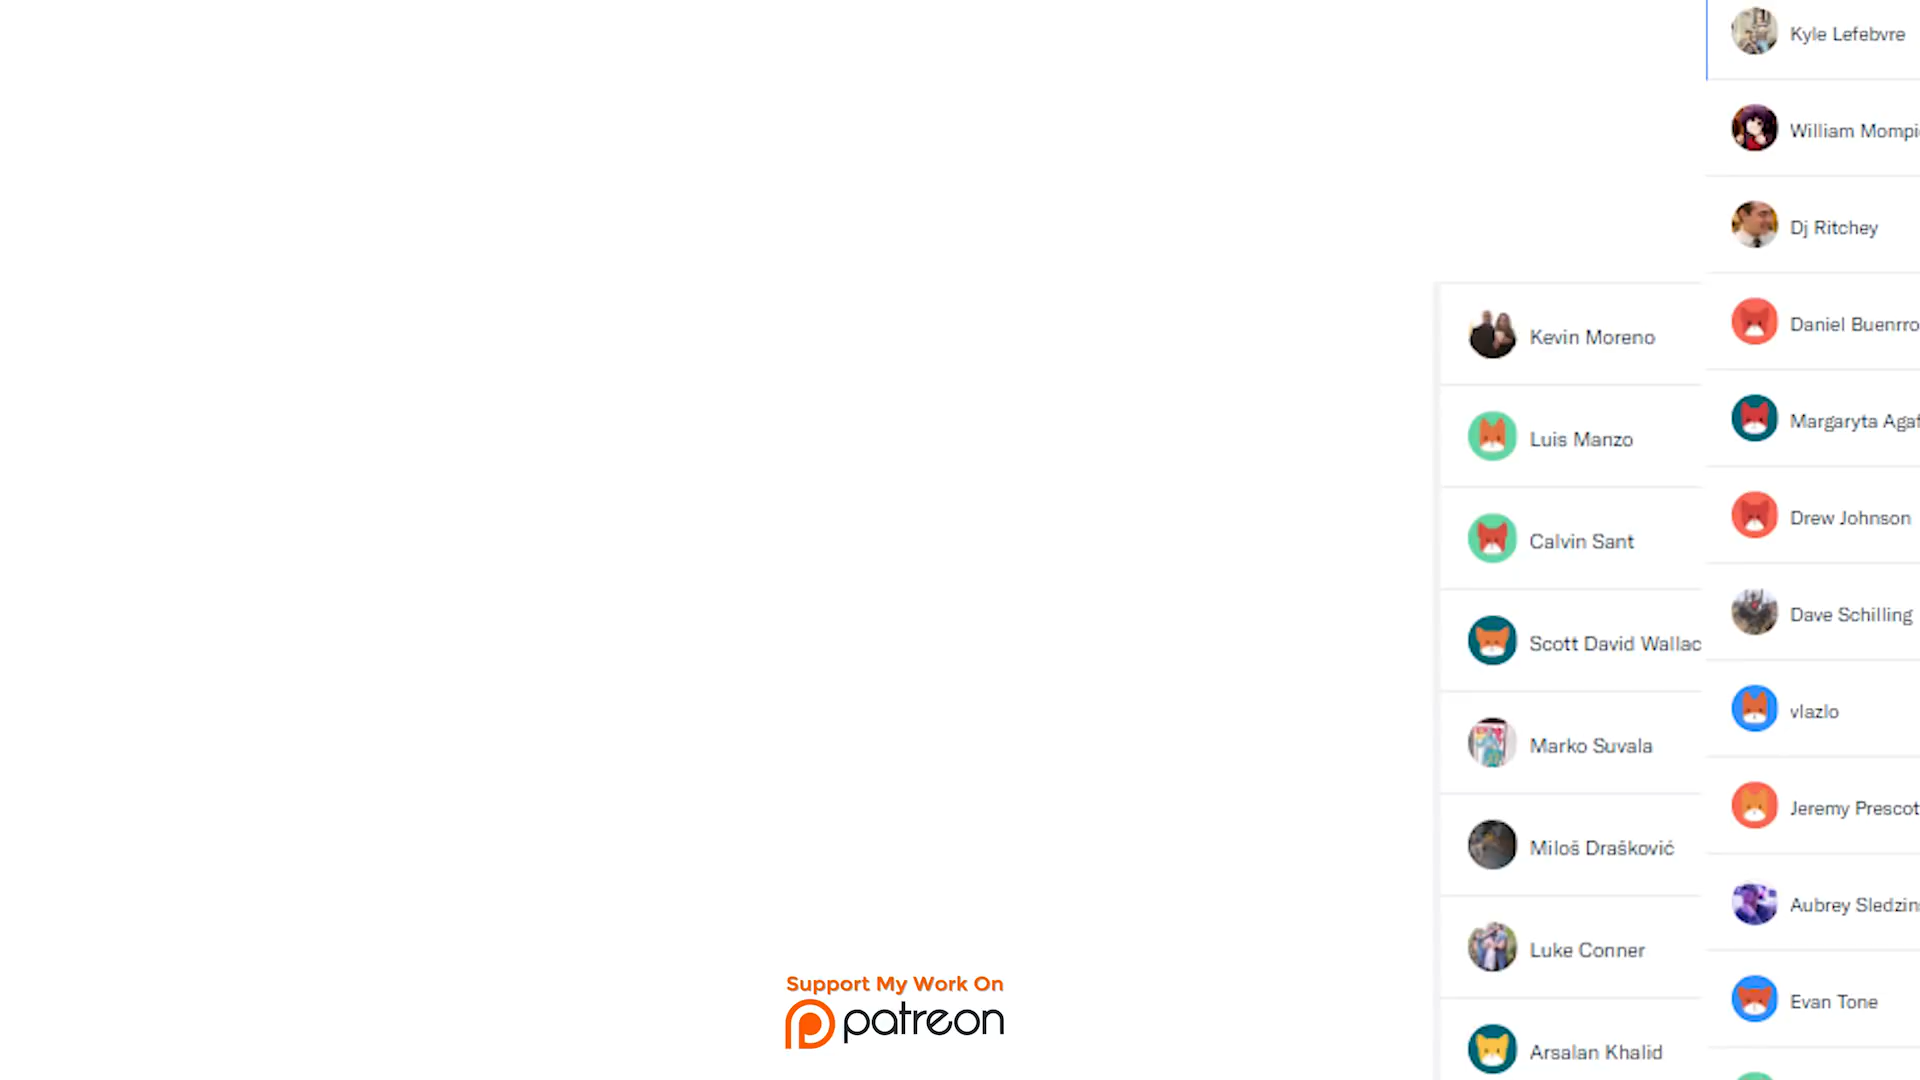 Kevin Moreno
Luis Manzo
Calvin Sant
Scott David Wallac
Marko Suvala
Miloš Drašković
Luke Conner
Arsalan Khalid
Kyle Lefebvre
William Mompi
Dj Ritchey
Daniel Buenrro
Margaryta Agaf
Drew Johnson
Dave Schilling
vlazlo
Jeremy Prescot
Aubrey Sledzin
Evan Tone
Support My Work On
patreon